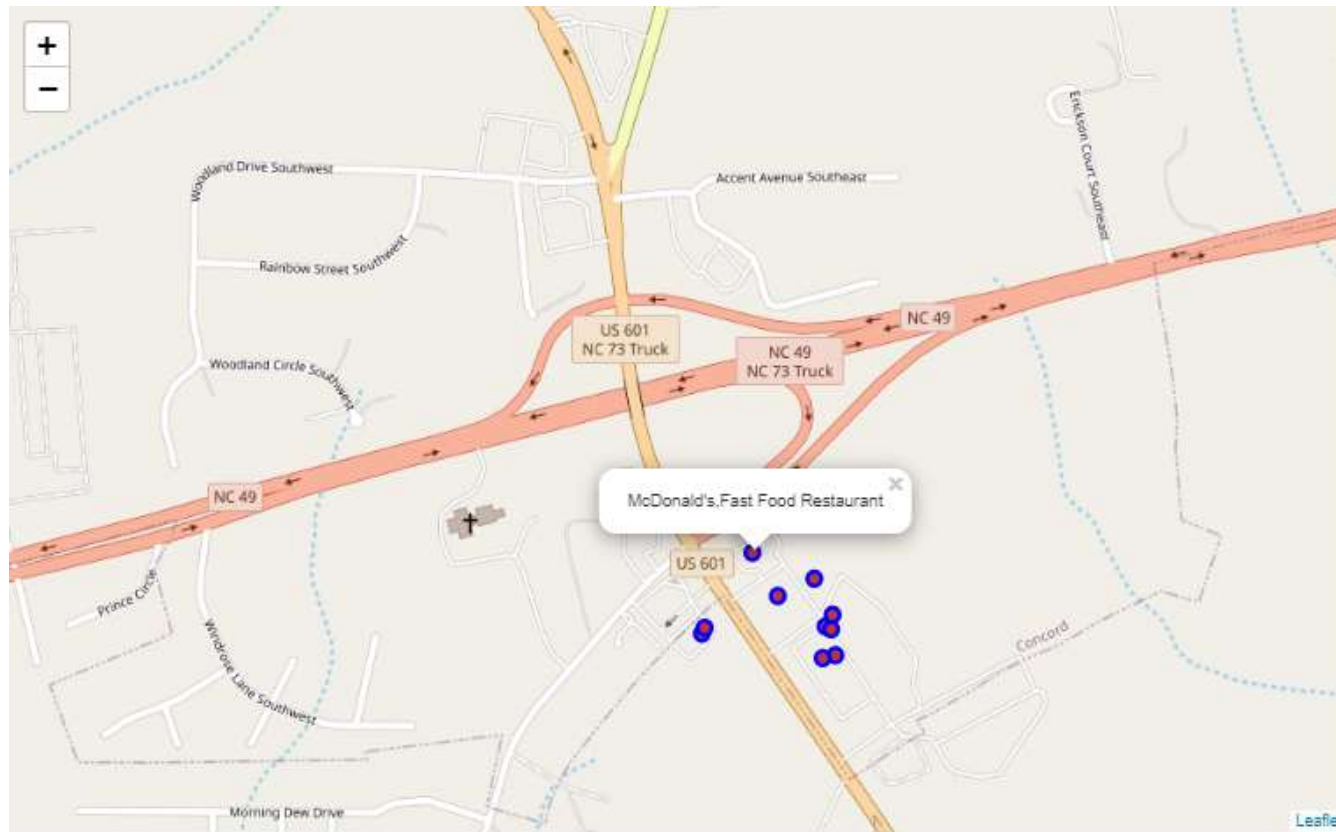 +
−
Woodland Drive Southwest
Accent Avenue Southeast
Erickson Court Southeast
Rainbow Street Southwest
US 601
NC 73 Truck
NC 49
NC 49
NC 73 Truck
Woodland Circle Southwest
McDonald's,Fast Food Restaurant
×
NC 49
US 601
Prince Circle
Windrose Lane Southwest
Concord
Morning Dew Drive
Leafle